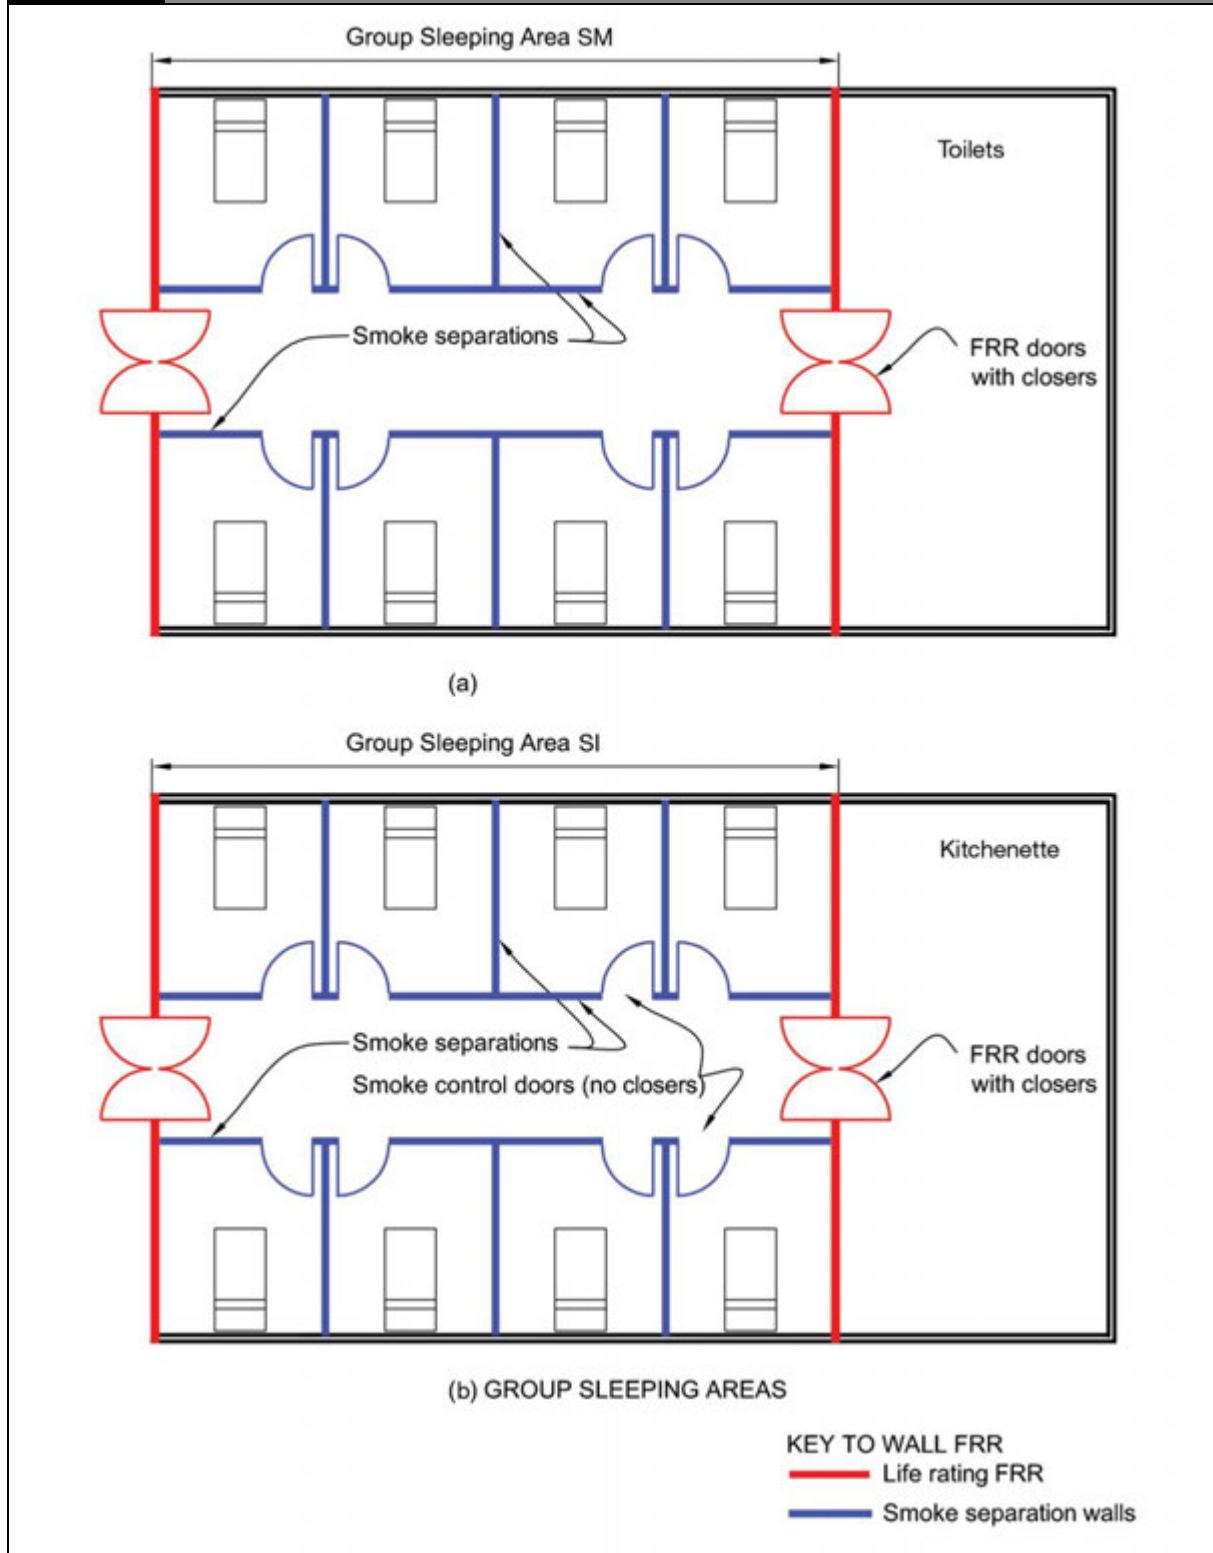 Group Sleeping Area SM
Toilets
Smoke separations
FRR doors
with closers
(a)
Group Sleeping Area SI
Kitchenette
Smoke separations
Smoke control doors (no closers)
FRR doors
with closers
(b) GROUP SLEEPING AREAS
KEY TO WALL FRR
Life rating FRR
Smoke separation walls